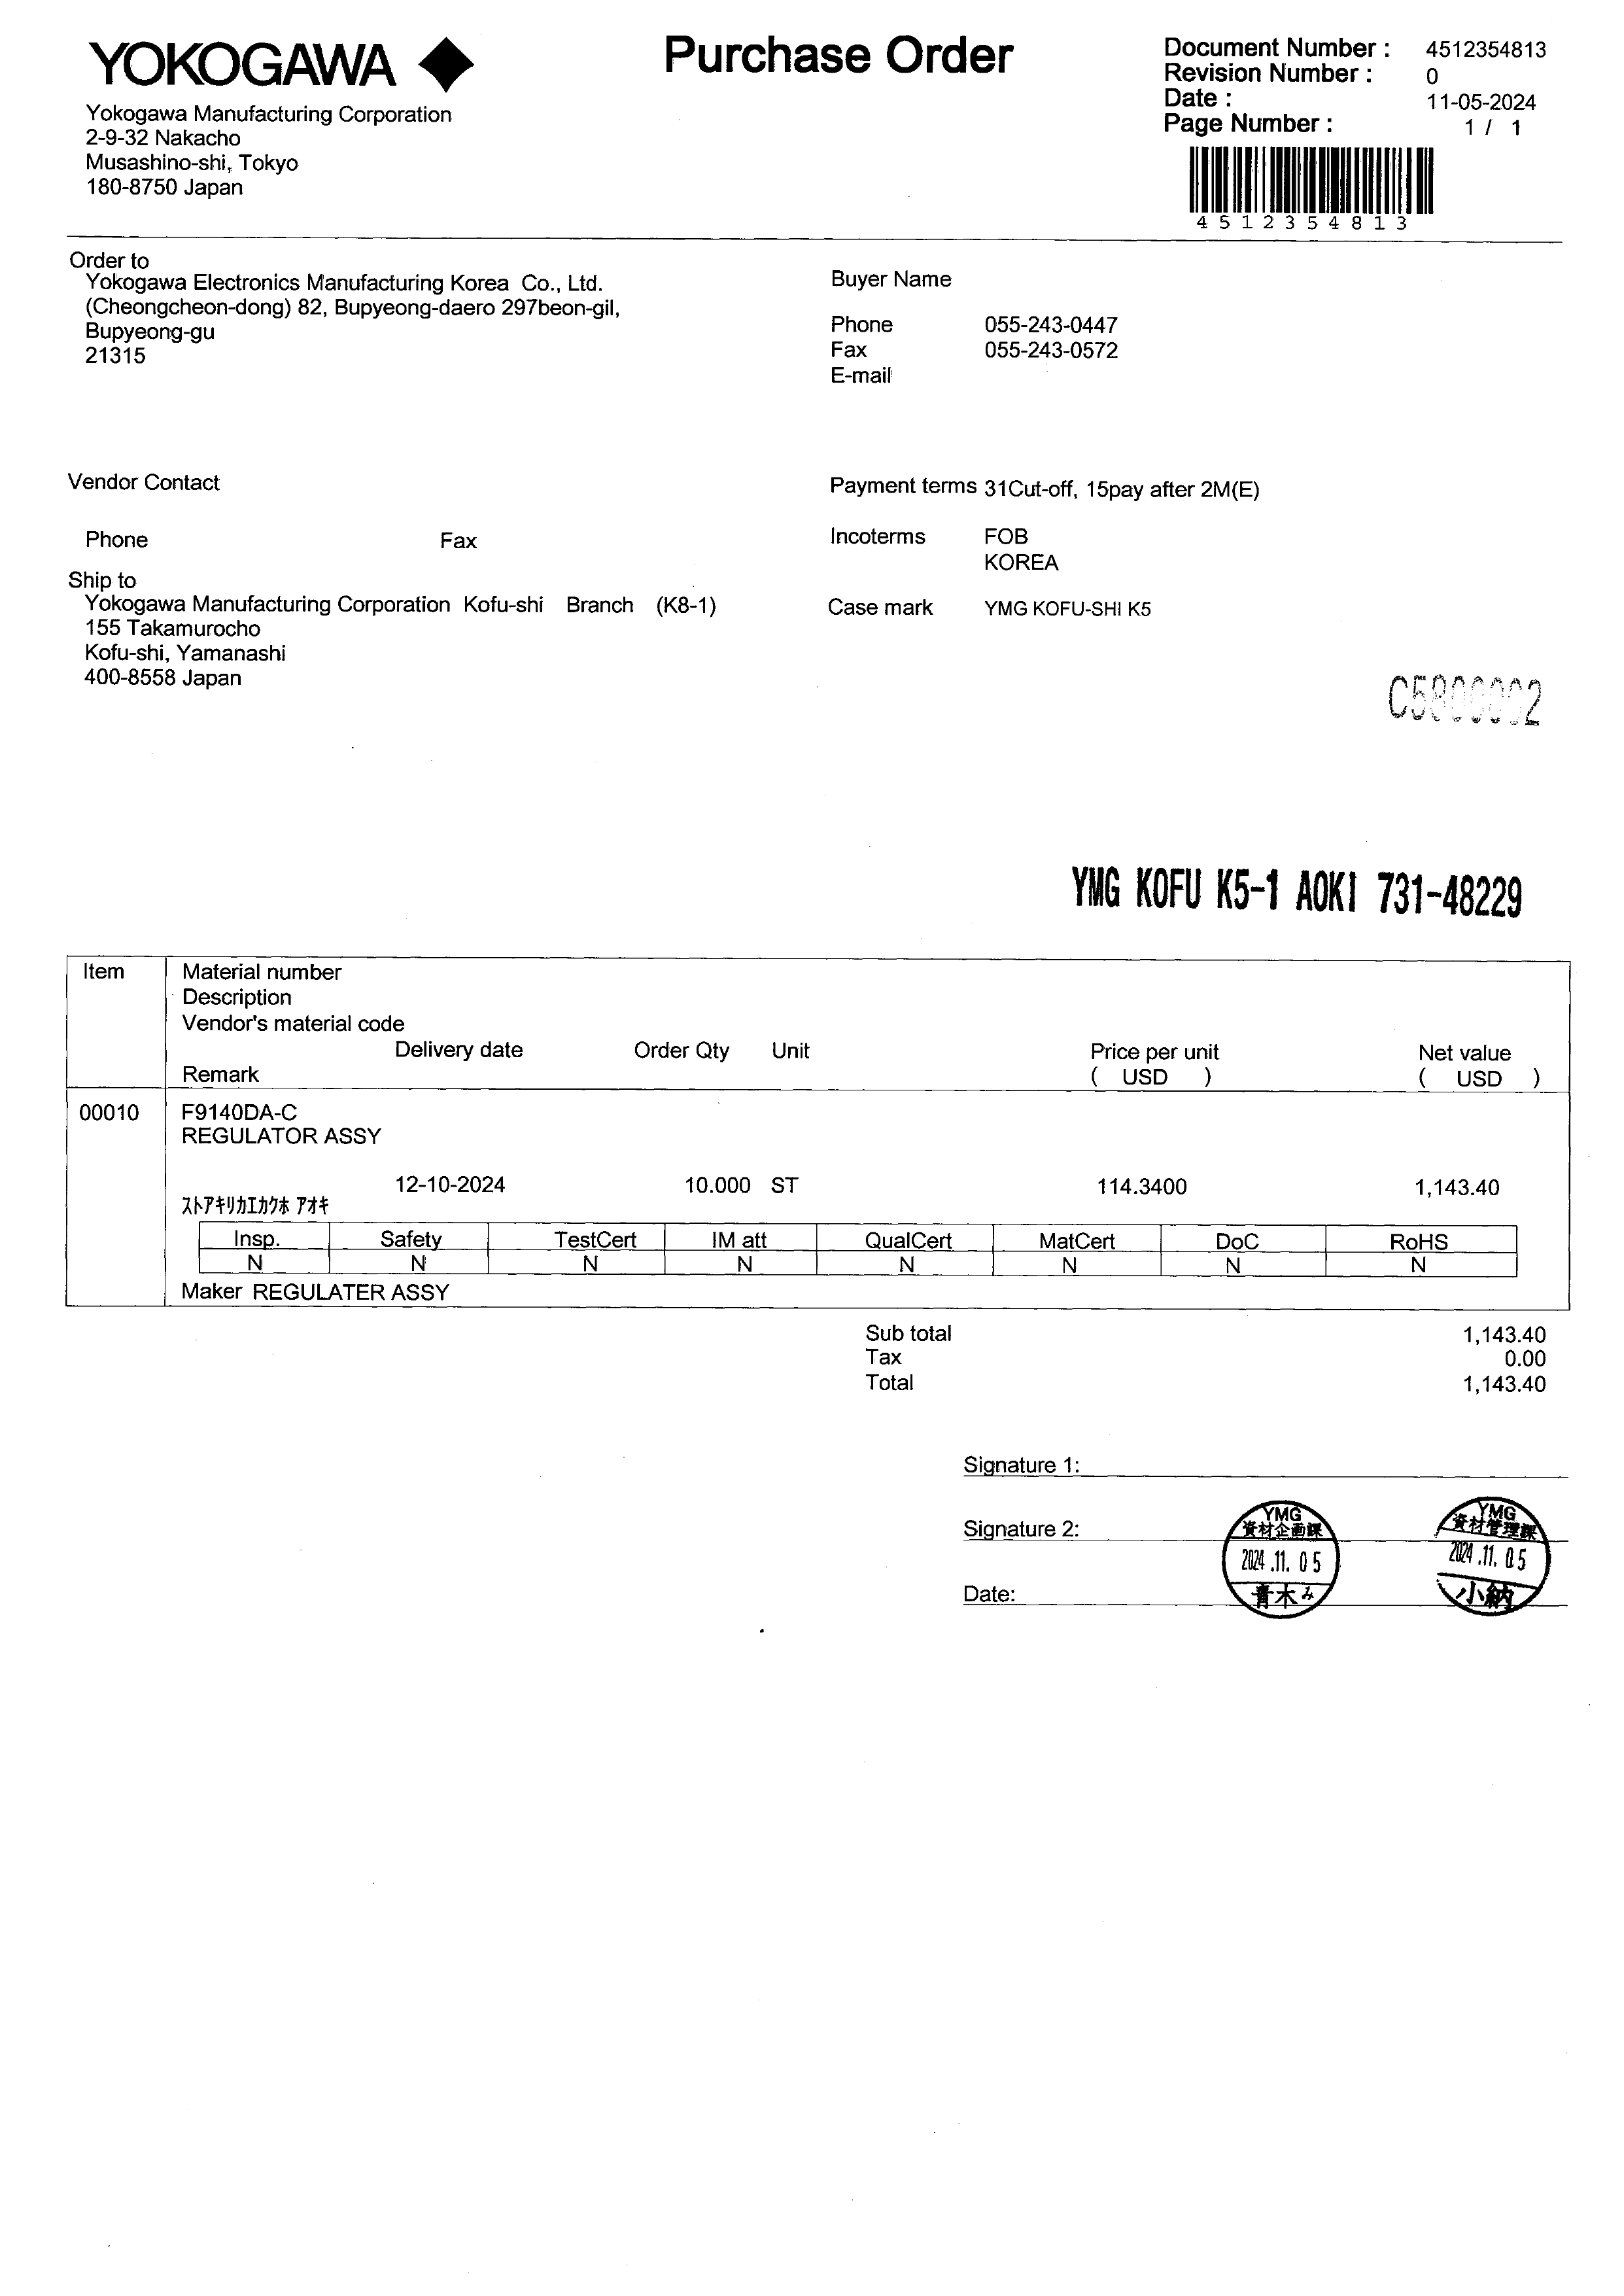 YOKOGAWA
Purchase Order
Document Number : 4512354813
Revision Number : 0
Date : 11-05-2024
Page Number : 1 / 1
4512354813
Yokogawa Manufacturing Corporation
2-9-32 Nakacho
Musashino-shi, Tokyo
180-8750 Japan
Order to
Yokogawa Electronics Manufacturing Korea Co., Ltd.
(Cheongcheon-dong) 82, Bupyeong-daero 297beon-gil,
Bupyeong-gu
21315
Buyer Name
Phone 055-243-0447
Fax 055-243-0572
E-mail
Vendor Contact
Phone Fax
Payment terms 31Cut-off, 15pay after 2M(E)
Incoterms FOB
KOREA
Ship to
Yokogawa Manufacturing Corporation Kofu-shi Branch (K8-1)
155 Takamurocho
Kofu-shi, Yamanashi
400-8558 Japan
Case mark YMG KOFU-SHI K5
YMG KOFU K5-1 AOKI 731-48229
Item Material number
Description
Vendor's material code
Delivery date Order Qty Unit Price per unit Net value
Remark ( USD ) ( USD )
00010 F9140DA-C
REGULATOR ASSY
12-10-2024 10.000 ST 114.3400 1,143.40
ストアキリカエカクホ アオキ
Insp. Safety TestCert IM att QualCert MatCert DoC RoHS
N N N N N N N N
Maker REGULATER ASSY
Sub total 1,143.40
Tax 0.00
Total 1,143.40
Signature 1:
Signature 2:
Date:
YMG
資材企画課
2024.11.05
青木み
YMG
資材管理課
2024.11.05
小納